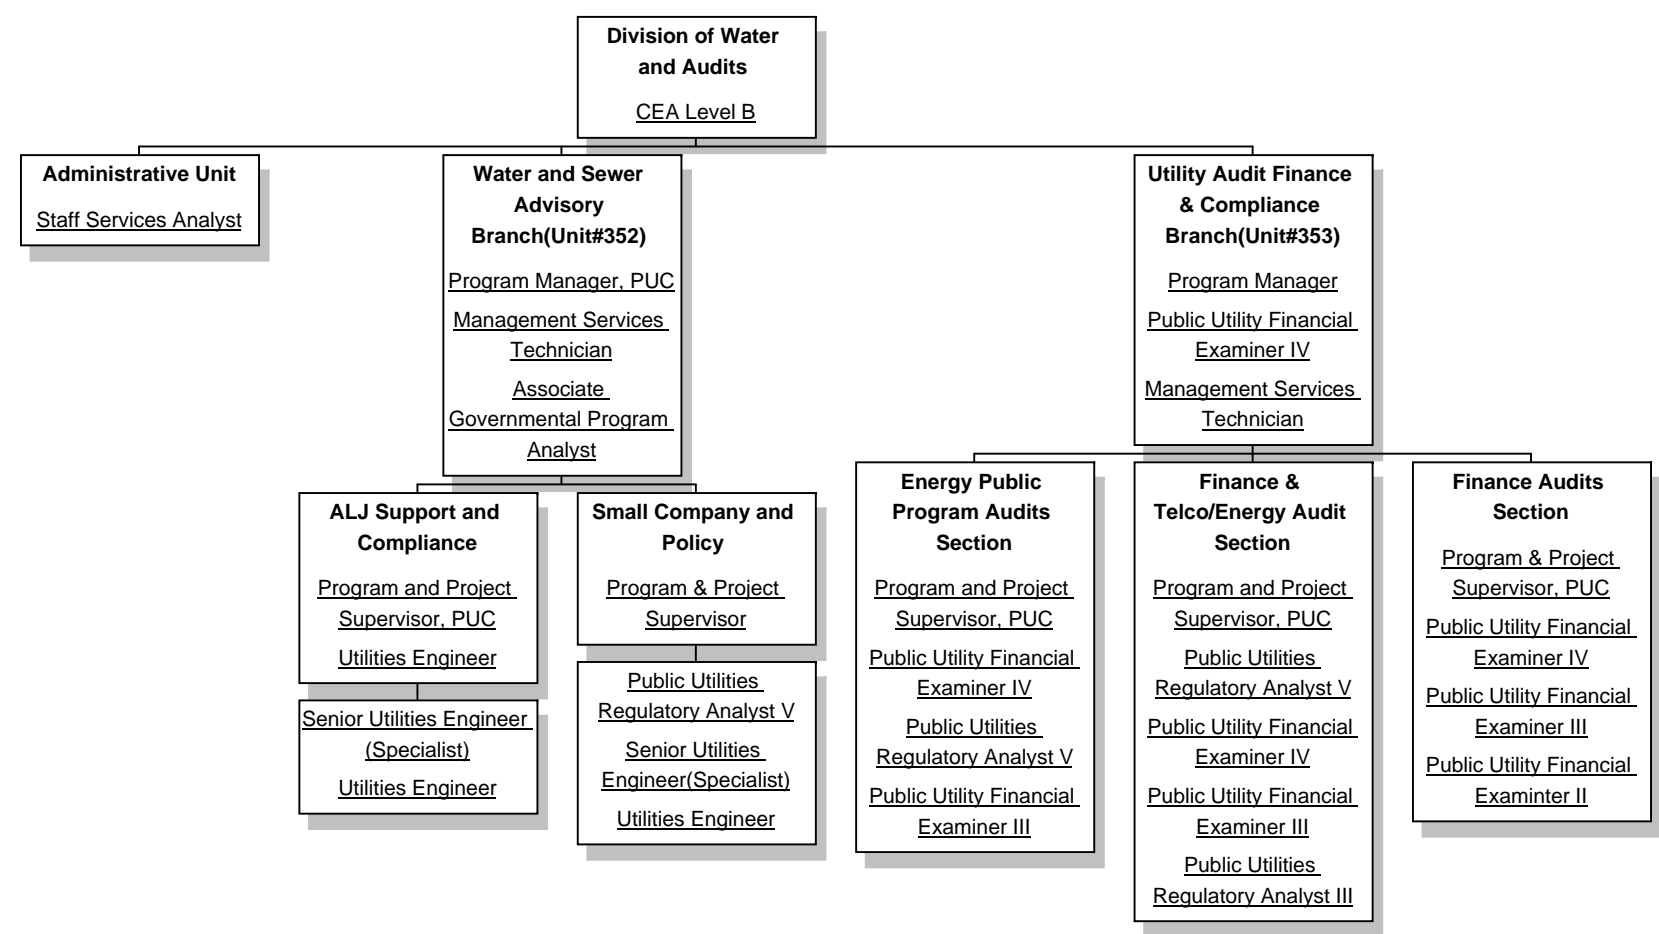 Division of Water
and Audits
CEA Level B
Administrative Unit
Staff Services Analyst
Water and Sewer
Advisory
Branch(Unit#352)
Program Manager, PUC
Management Services
Technician
Associate
Governmental Program
Analyst
Utility Audit Finance
& Compliance
Branch(Unit#353)
Program Manager
Public Utility Financial
Examiner IV
Management Services
Technician
ALJ Support and
Compliance
Program and Project
Supervisor, PUC
Utilities Engineer
Senior Utilities Engineer
(Specialist)
Utilities Engineer
Small Company and
Policy
Program & Project
Supervisor
Public Utilities
Regulatory Analyst V
Senior Utilities
Engineer(Specialist)
Utilities Engineer
Energy Public
Program Audits
Section
Program and Project
Supervisor, PUC
Public Utility Financial
Examiner IV
Public Utilities
Regulatory Analyst V
Public Utility Financial
Examiner III
Finance &
Telco/Energy Audit
Section
Program and Project
Supervisor, PUC
Public Utilities
Regulatory Analyst V
Public Utility Financial
Examiner IV
Public Utility Financial
Examiner III
Public Utilities
Regulatory Analyst III
Finance Audits
Section
Program & Project
Supervisor, PUC
Public Utility Financial
Examiner IV
Public Utility Financial
Examiner III
Public Utility Financial
Examinter II